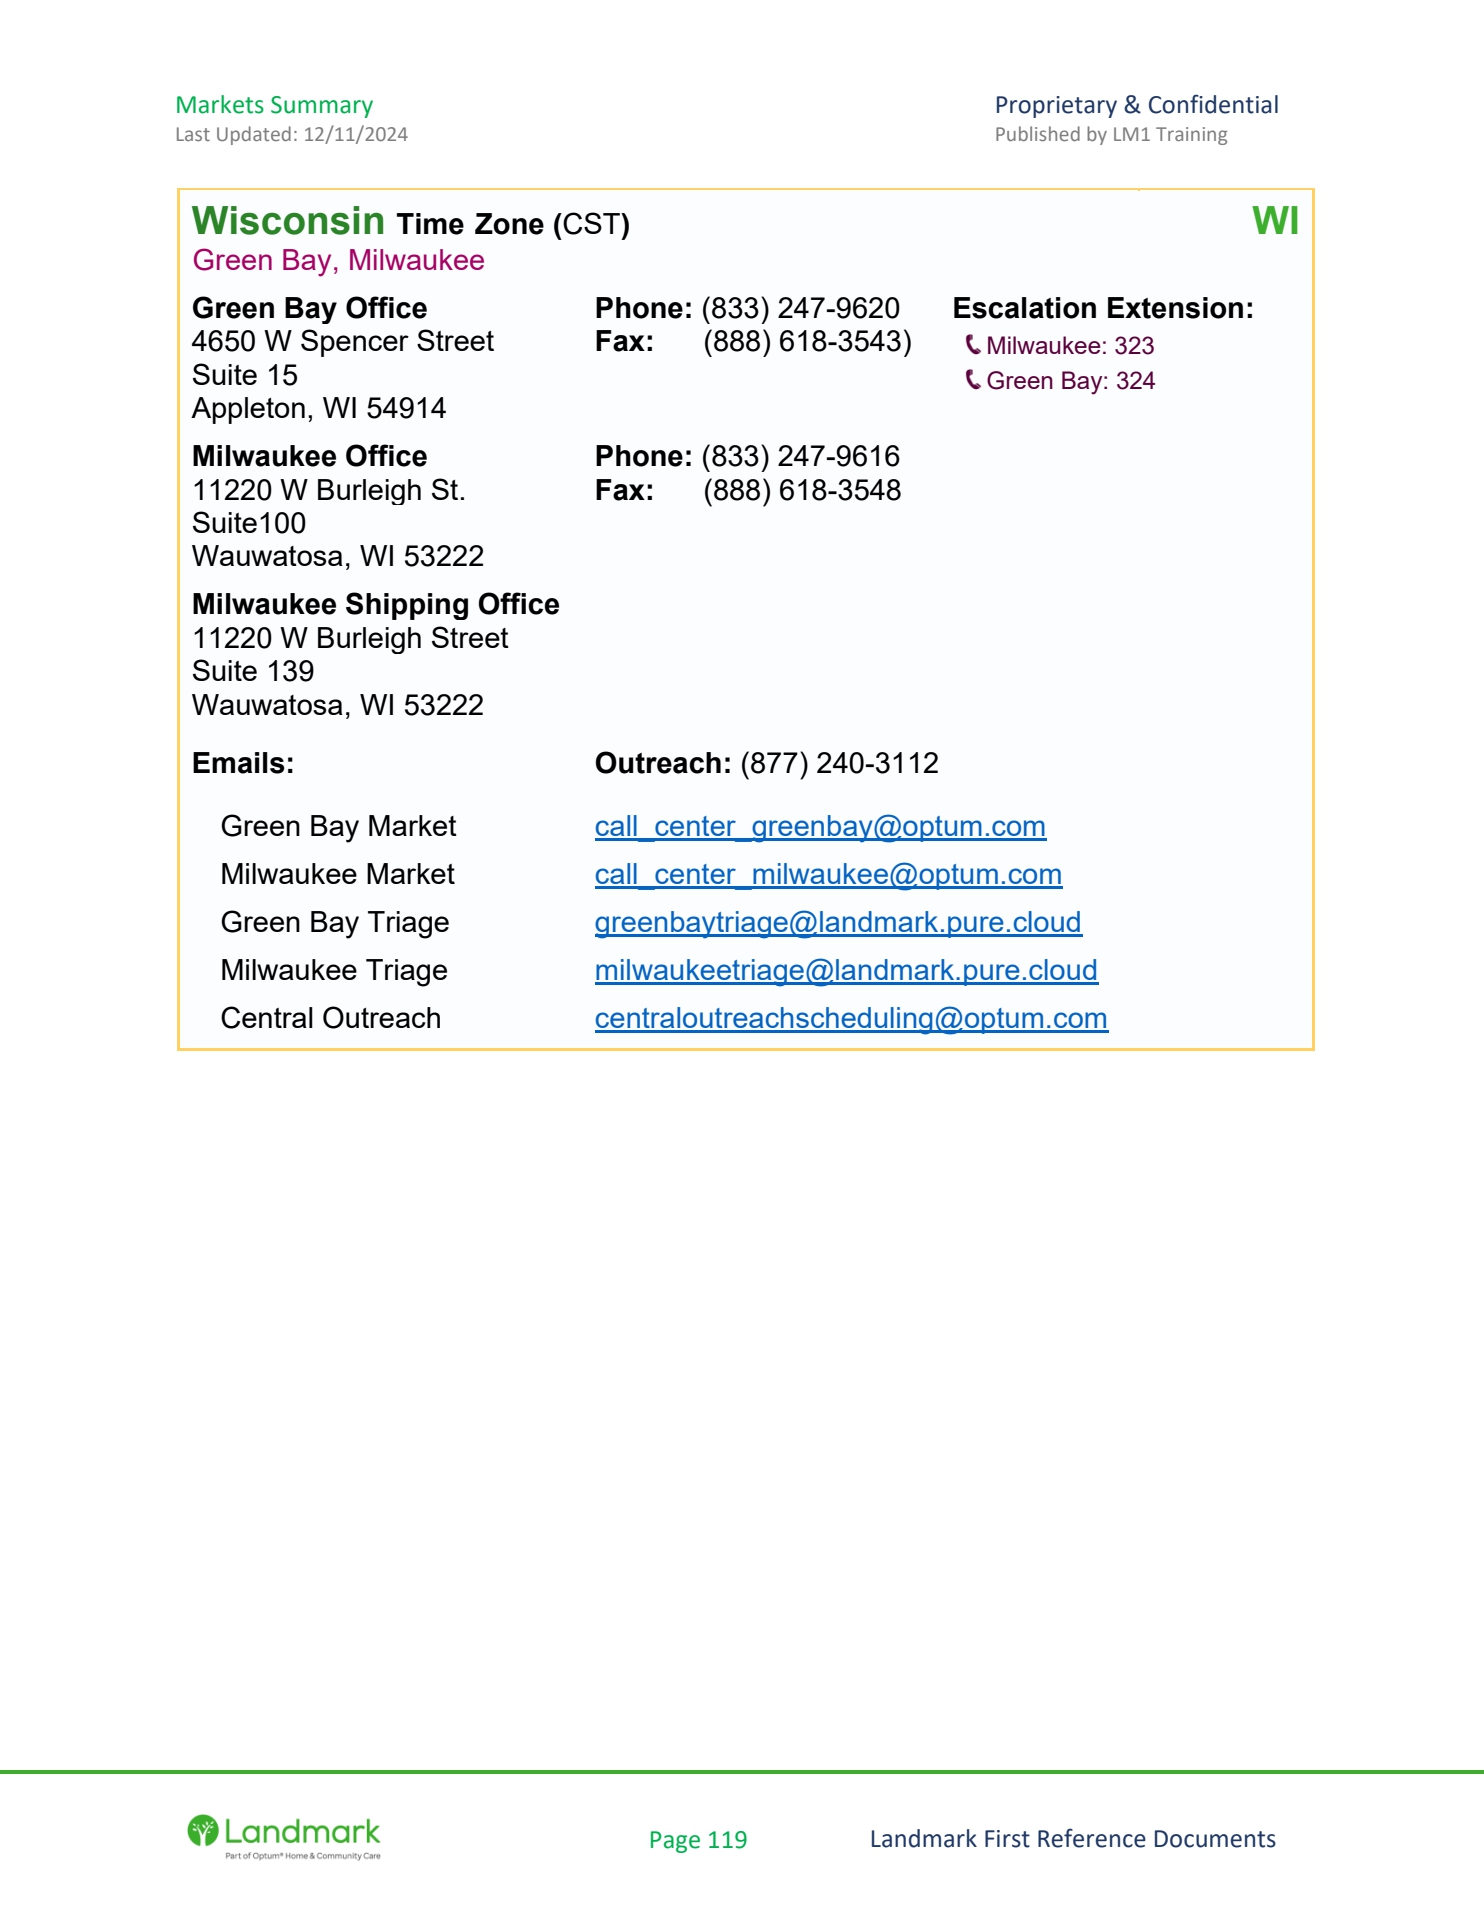 Markets Summary
Proprietary & Confidential
Last Updated: 12/11/2024
Published by LM1 Training
Wisconsin Time Zone (CST)
WI
Green Bay, Milwaukee
Green Bay Office
Phone: (833) 247-9620
Escalation Extension:
4650 W Spencer Street
Fax: (888) 618-3543)
Milwaukee: 323
Suite 15
Green Bay: 324
Appleton, WI 54914
Milwaukee Office
Phone: (833) 247-9616
11220 W Burleigh St.
Fax: (888) 618-3548
Suite100
Wauwatosa, WI 53222
Milwaukee Shipping Office
11220 W Burleigh Street
Suite 139
Wauwatosa, WI 53222
Emails:
Outreach: (877) 240-3112
Green Bay Market
call_center_greenbay@optum.com
Milwaukee Market
call_center_milwaukee@optum.com
Green Bay Triage
greenbaytriage@landmark.pure.cloud
Milwaukee Triage
milwaukeetriage@landmark.pure.cloud
Central Outreach
centraloutreachscheduling@optum.com
Landmark
Part of Optum® Home & Community Care
Page 119
Landmark First Reference Documents